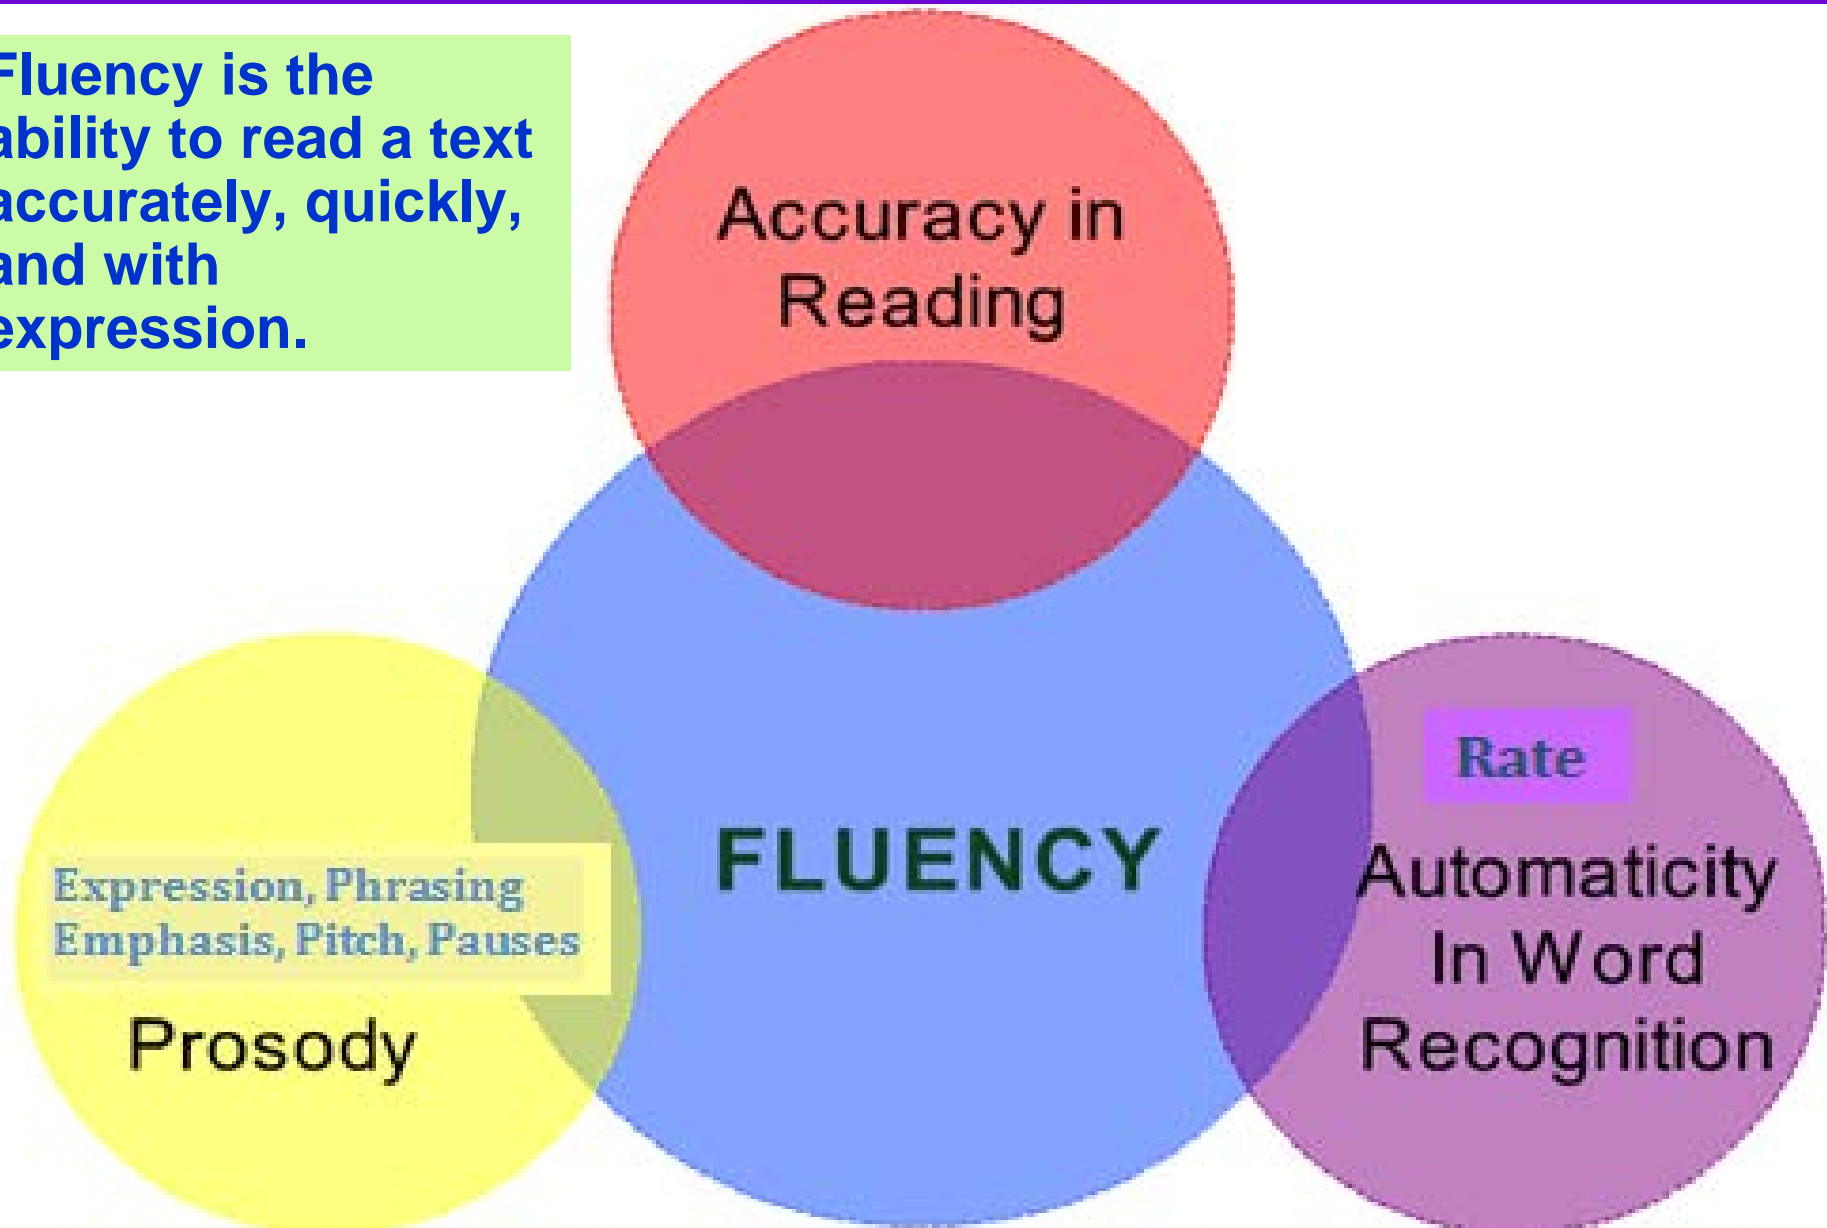 Fluency is the
ability to read a text
accurately, quickly,
and with
expression.
Accuracy in
Reading
FLUENCY
Expression, Phrasing
Emphasis, Pitch, Pauses
Prosody
Rate
Automaticity
In Word
Recognition